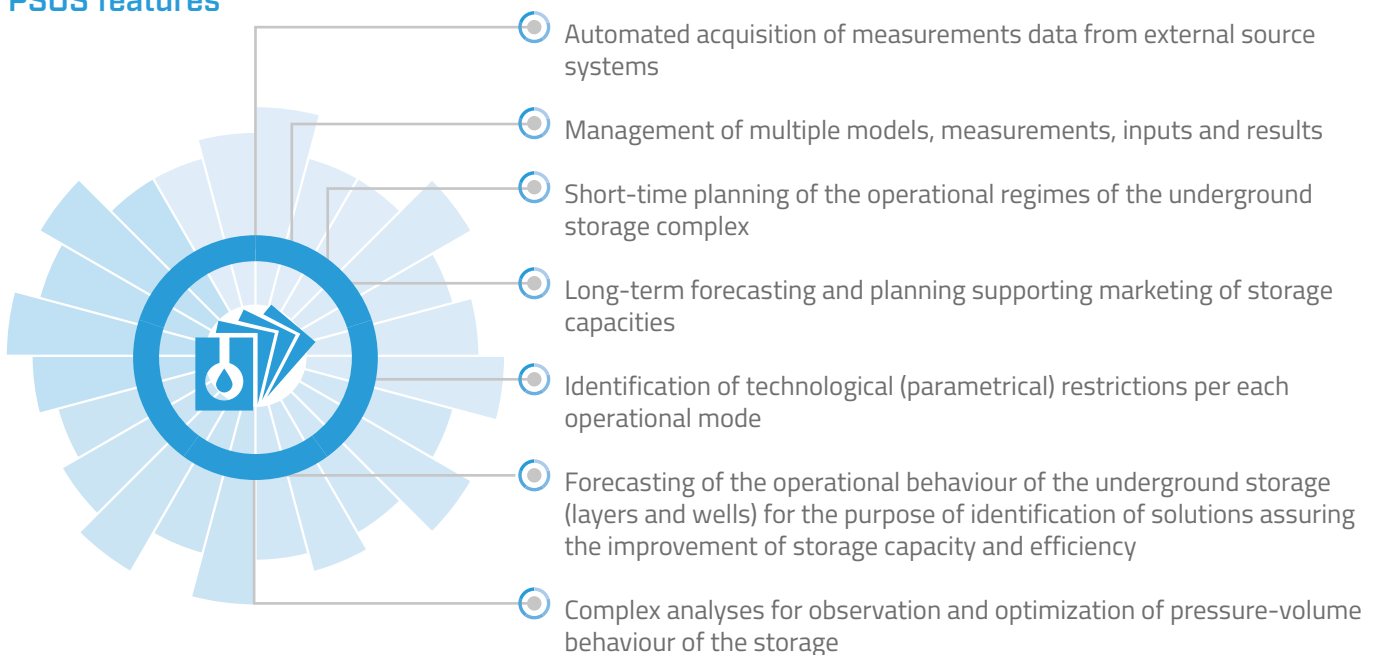 PSUS features
Automated acquisition of measurements data from external source
systems
Management of multiple models, measurements, inputs and results
Short-time planning of the operational regimes of the underground
storage complex
Long-term forecasting and planning supporting marketing of storage
capacities
Identification of technological (parametrical) restrictions per each
operational mode
Forecasting of the operational behaviour of the underground storage
(layers and wells) for the purpose of identification of solutions assuring
the improvement of storage capacity and efficiency
Complex analyses for observation and optimization of pressure-volume
behaviour of the storage